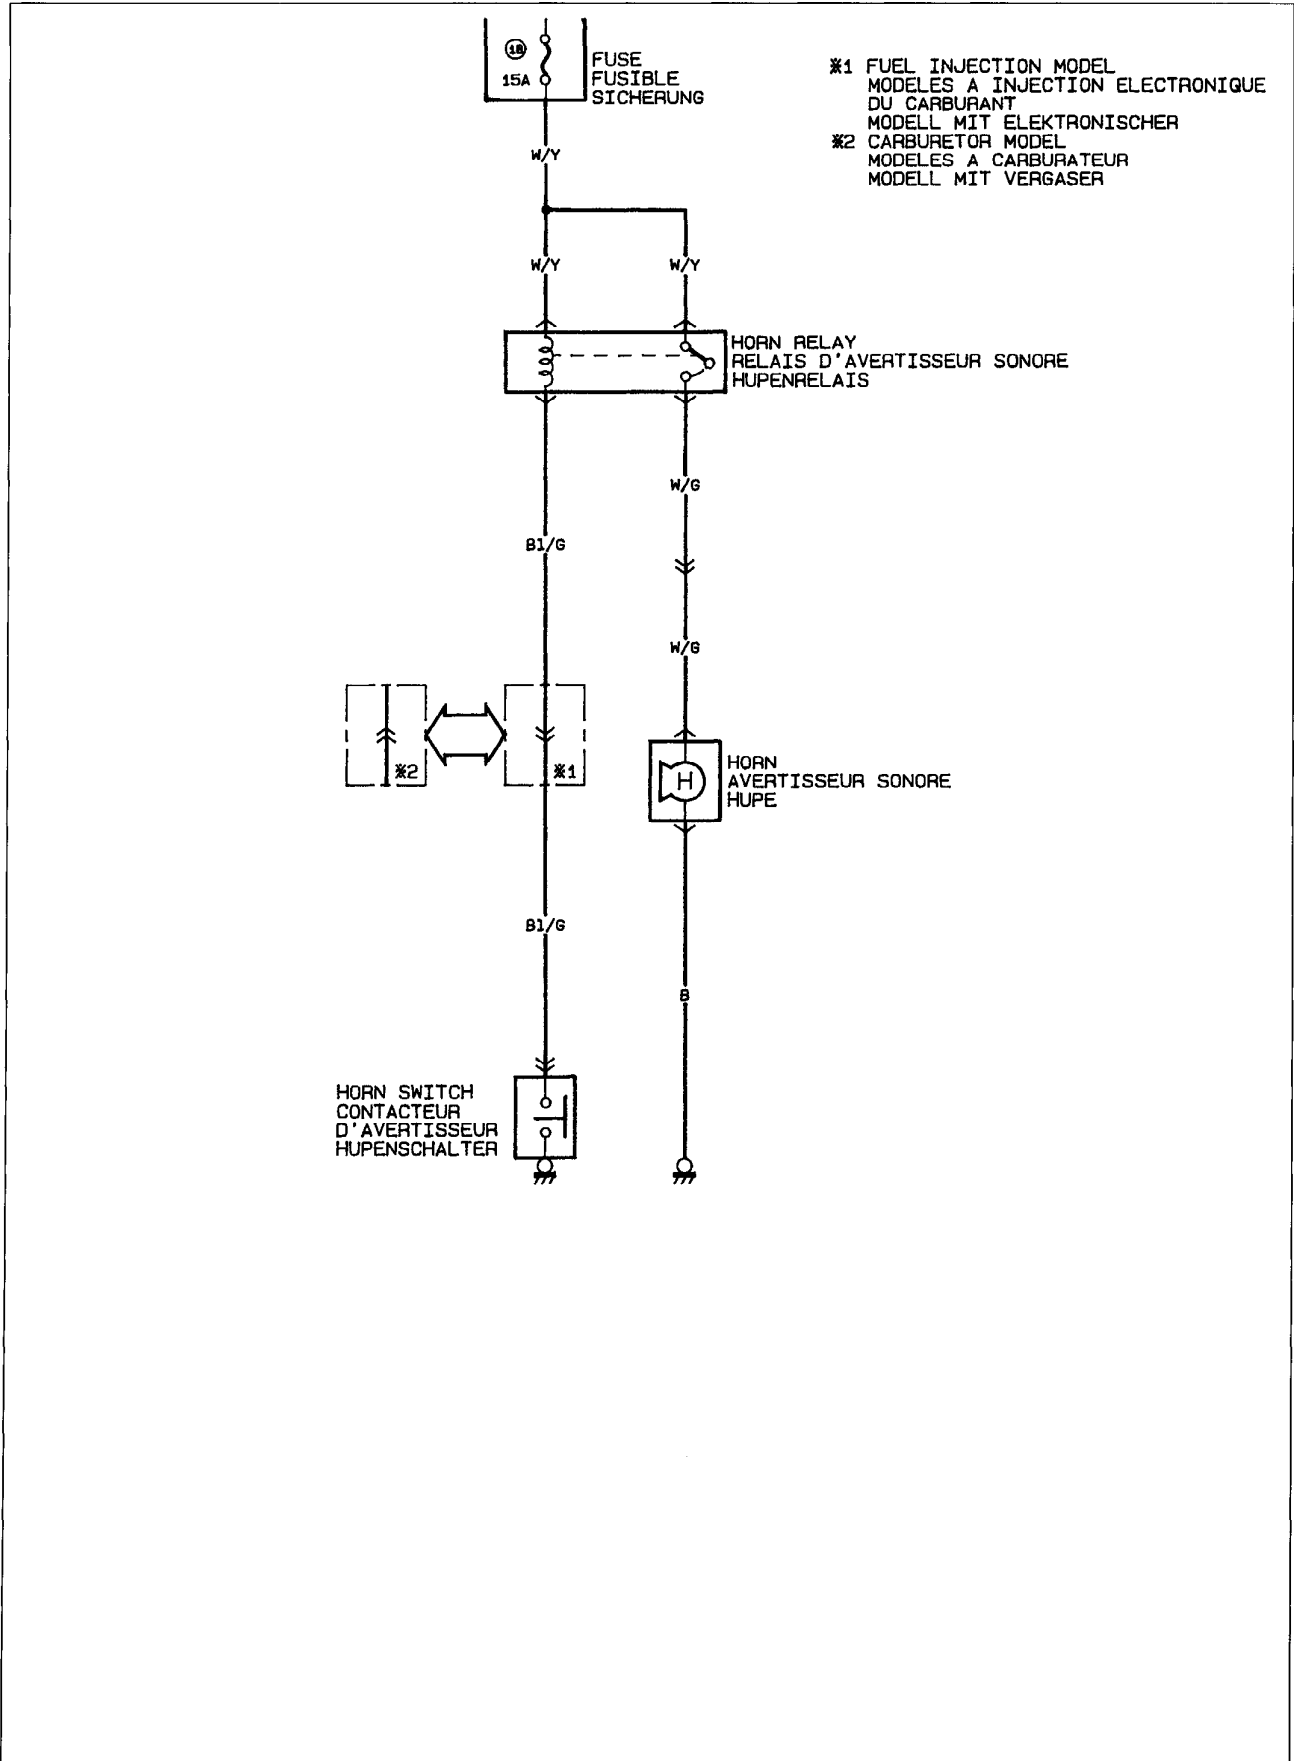 18
15A
FUSE
FUSIBLE
SICHERUNG
※1 FUEL INJECTION MODEL
MODELES A INJECTION ELECTRONIQUE
DU CARBURANT
MODELL MIT ELEKTRONISCHER
※2 CARBURETOR MODEL
MODELES A CARBURATEUR
MODELL MIT VERGASER
W/Y
W/Y
W/Y
HORN RELAY
RELAIS D'AVERTISSEUR SONORE
HUPENRELAIS
W/G
Bl/G
W/G
※2
※1
H
HORN
AVERTISSEUR SONORE
HUPE
Bl/G
B
HORN SWITCH
CONTACTEUR
D'AVERTISSEUR
HUPENSCHALTER